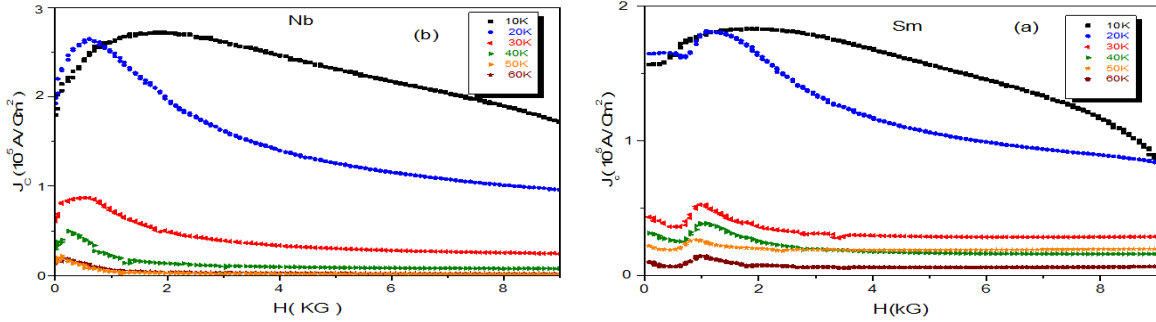 Nb
(b)
10K
20K
30K
40K
50K
60K
3
2
1
0
J_C (10^5 A/Cm^2)
0 2 4 6 8
H( KG )
Sm
(a)
10K
20K
30K
40K
50K
60K
2
1
0
J_c (10^5 A/Cm^2)
0 2 4 6 8
H(kG)